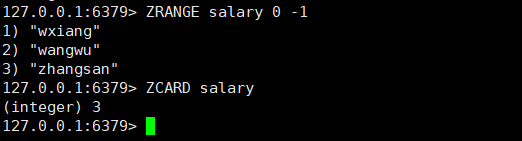 127.0.0.1:6379> ZRANGE salary 0 -1
1) "wxiang"
2) "wangwu"
3) "zhangsan"
127.0.0.1:6379> ZCARD salary
(integer) 3
127.0.0.1:6379>